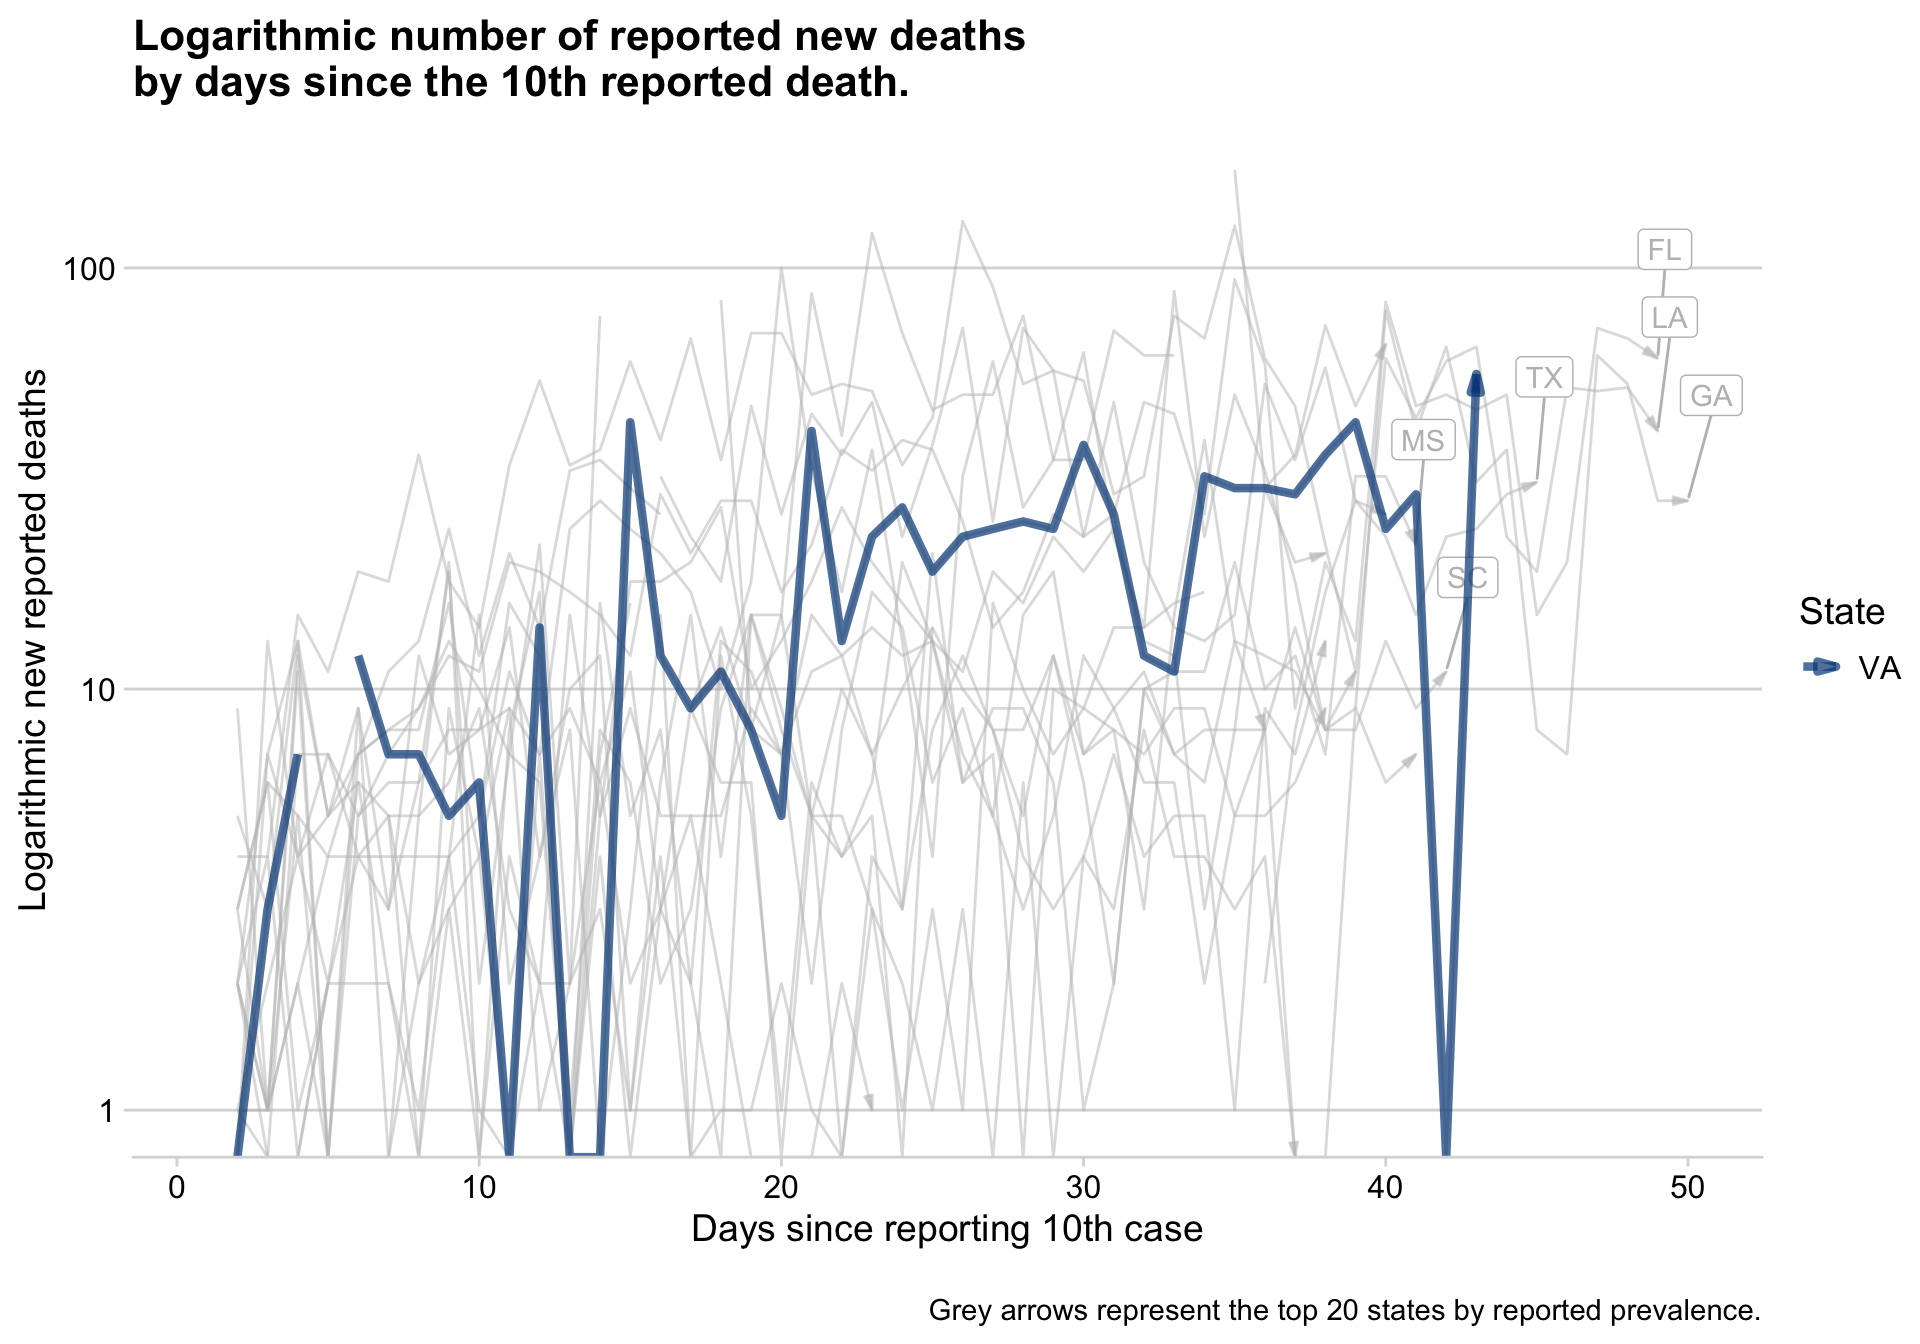 Logarithmic number of reported new deaths
by days since the 10th reported death.
Logarithmic new reported deaths
100
10
1
FL
LA
TX
GA
MS
SC
State
VA
0 10 20 30 40 50
Days since reporting 10th case
Grey arrows represent the top 20 states by reported prevalence.